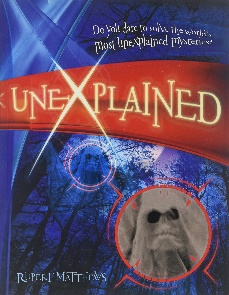 Do you dare to solve the world's
most unexplained mysteries?
UNEXPLAINED
RUPERT MATTHEWS